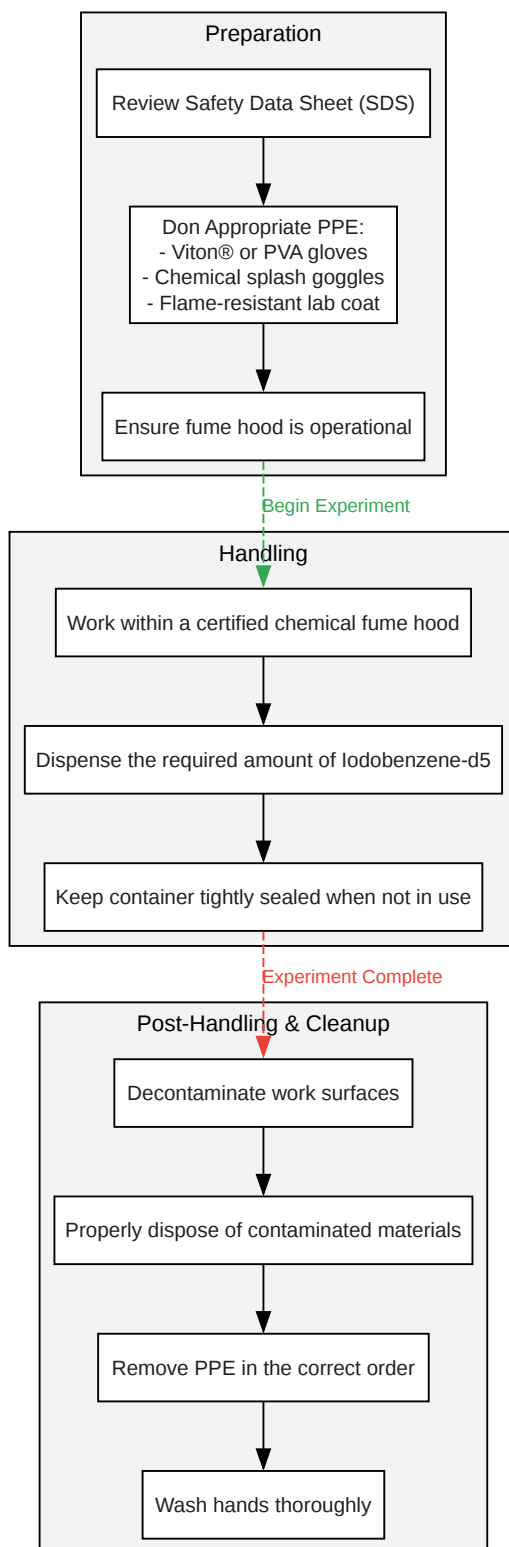 Preparation
Review Safety Data Sheet (SDS)
Don Appropriate PPE:
- Viton® or PVA gloves
- Chemical splash goggles
- Flame-resistant lab coat
Ensure fume hood is operational
Begin Experiment
Handling
Work within a certified chemical fume hood
Dispense the required amount of Iodobenzene-d5
Keep container tightly sealed when not in use
Experiment Complete
Post-Handling & Cleanup
Decontaminate work surfaces
Properly dispose of contaminated materials
Remove PPE in the correct order
Wash hands thoroughly